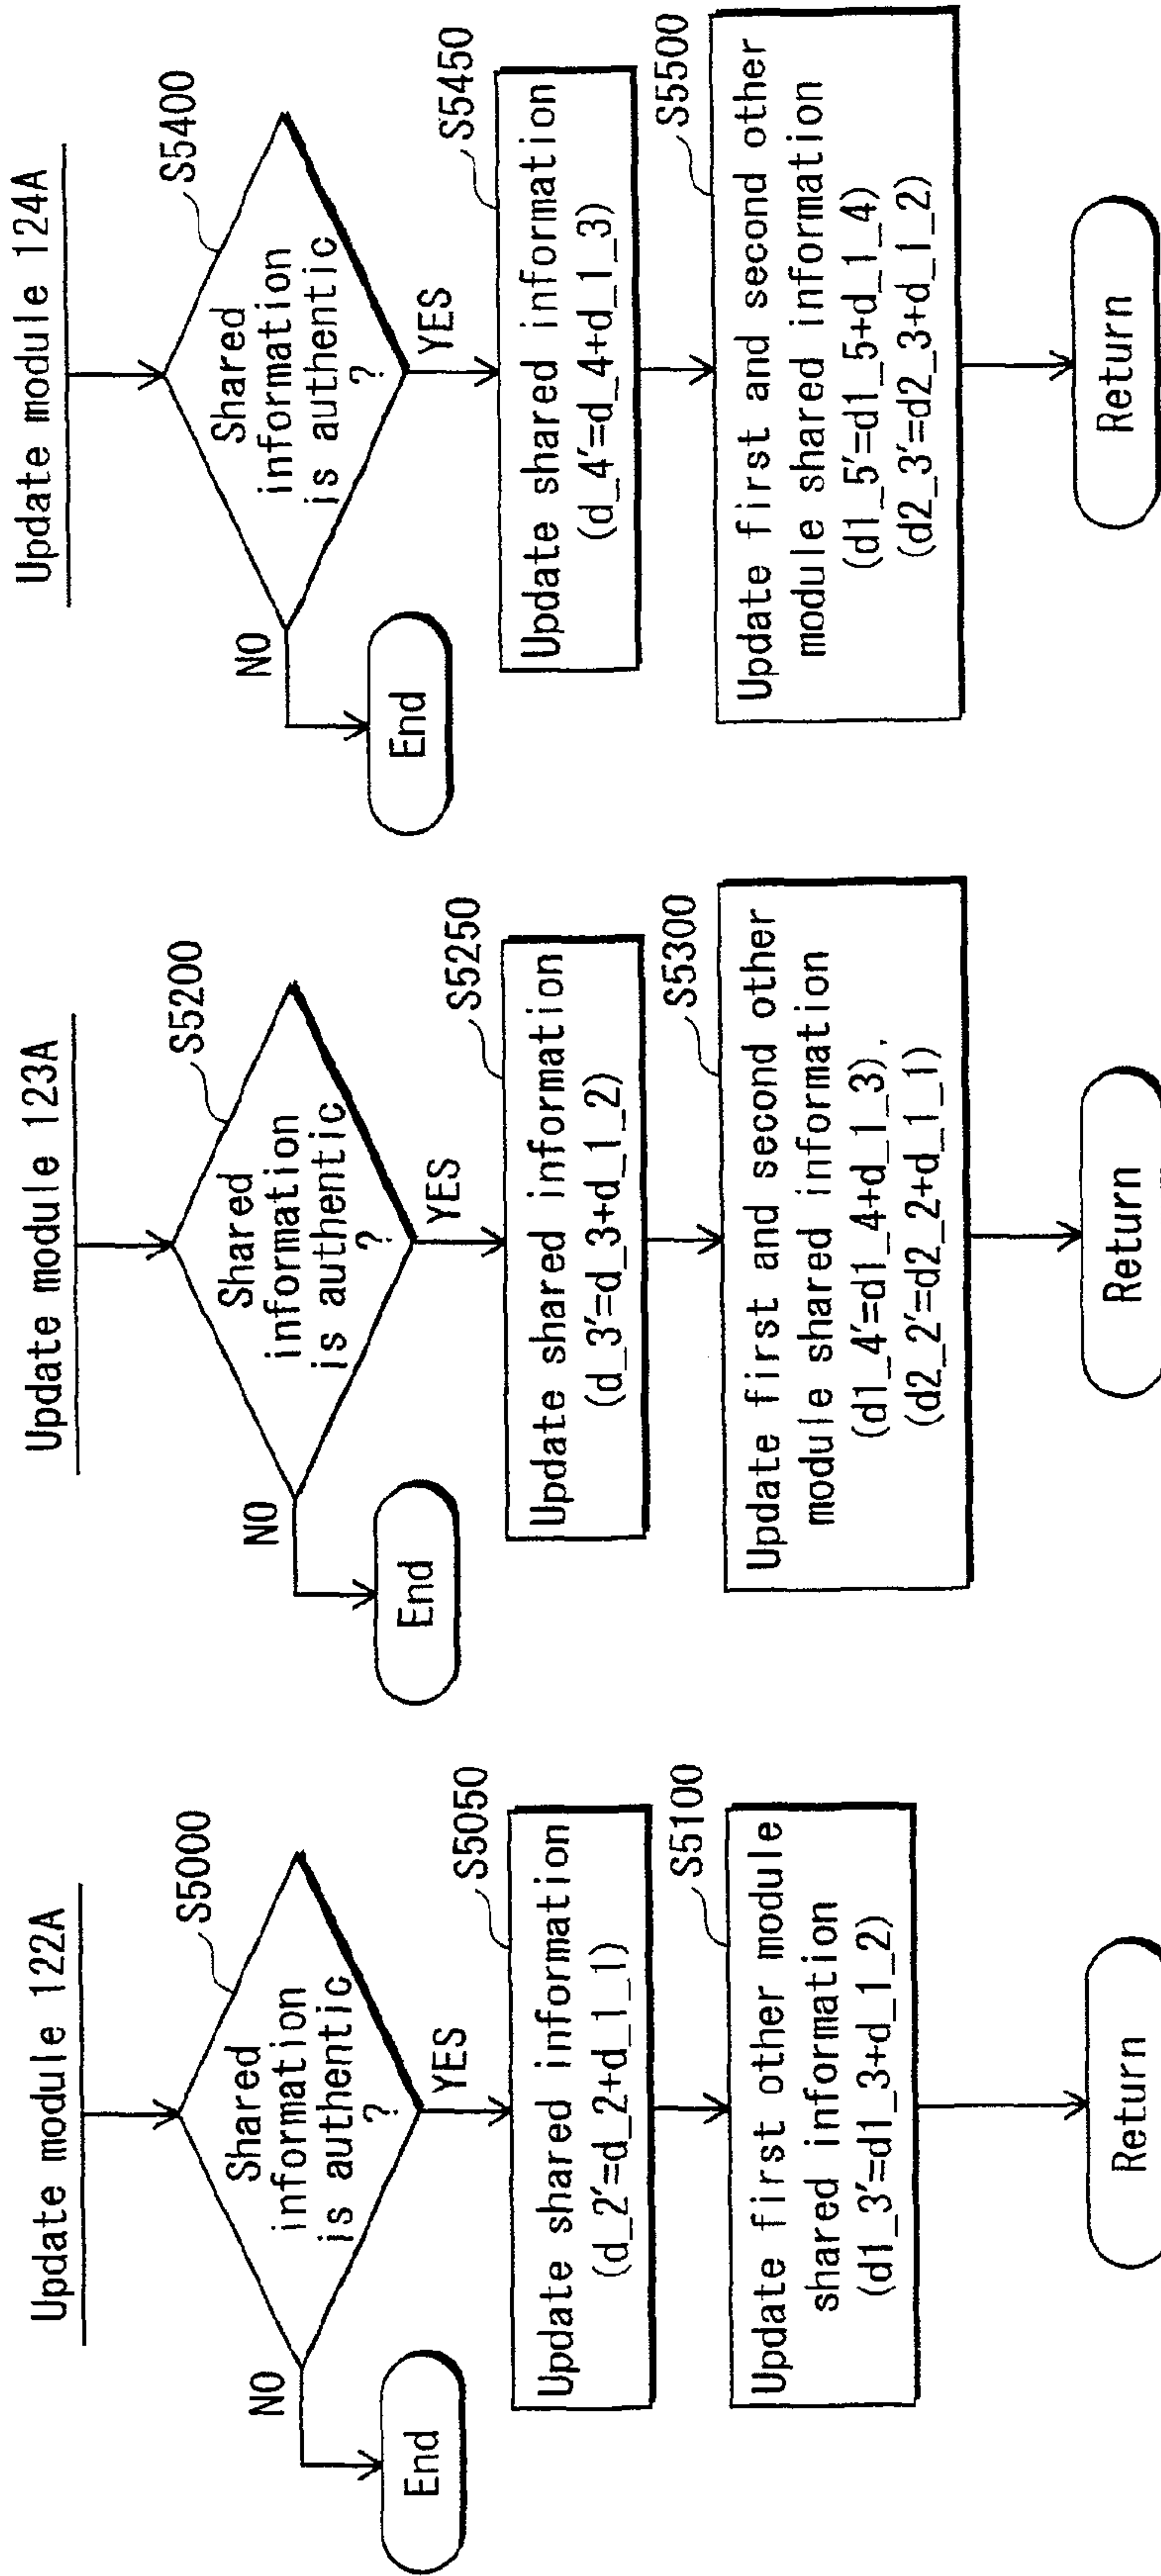 Update module 122A
S5000
Shared
information
is authentic
?
NO
YES
End
S5050
Update shared information
(d_2'=d_2+d_1_1)
S5100
Update first other module
shared information
(d1_3'=d1_3+d_1_2)
Return
Update module 123A
S5200
Shared
information
is authentic
?
NO
YES
End
S5250
Update shared information
(d_3'=d_3+d_1_2)
S5300
Update first and second other
module shared information
(d1_4'=d1_4+d_1_3),
(d2_2'=d2_2+d_1_1)
Return
Update module 124A
S5400
Shared
information
is authentic
?
NO
YES
End
S5450
Update shared information
(d_4'=d_4+d_1_3)
S5500
Update first and second other
module shared information
(d1_5'=d1_5+d_1_4)
(d2_3'=d2_3+d_1_2)
Return